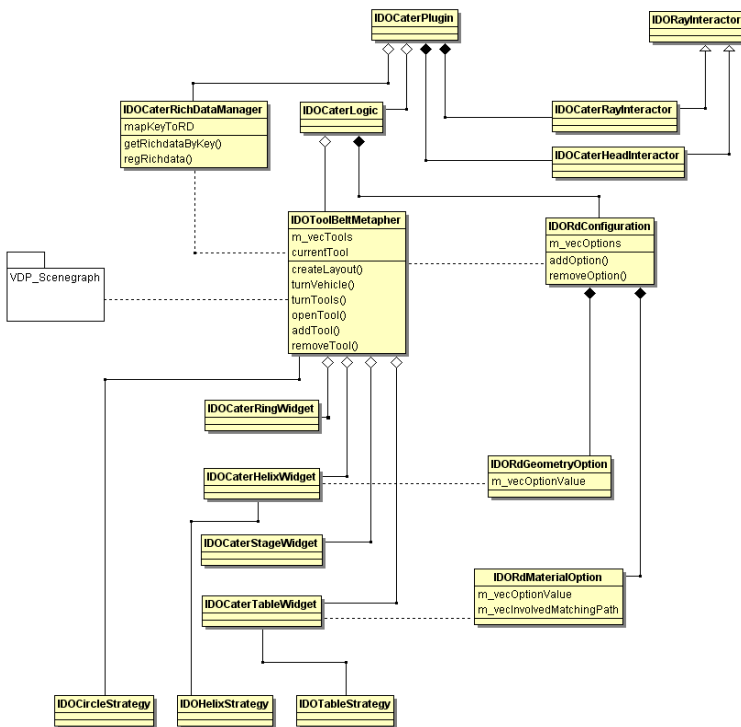 IDOCaterPlugin
IDORayInteractor
IDOCaterRichDataManager
mapKeyToRD
getRichdataByKey()
regRichdata()
IDOCaterLogic
IDOCaterRayInteractor
IDOCaterHeadInteractor
IDOToolBeltMetapher
m_vecTools
currentTool
createLayout()
turnVehicle()
turnTools()
openTool()
addTool()
removeTool()
IDORdConfiguration
m_vecOptions
addOption()
removeOption()
VDP_Scenegraph
IDOCaterRingWidget
IDOCaterHelixWidget
IDORdGeometryOption
m_vecOptionValue
IDOCaterStageWidget
IDOCaterTableWidget
IDORdMaterialOption
m_vecOptionValue
m_vecInvolvedMatchingPath
IDOCircleStrategy
IDOHelixStrategy
IDOTableStrategy